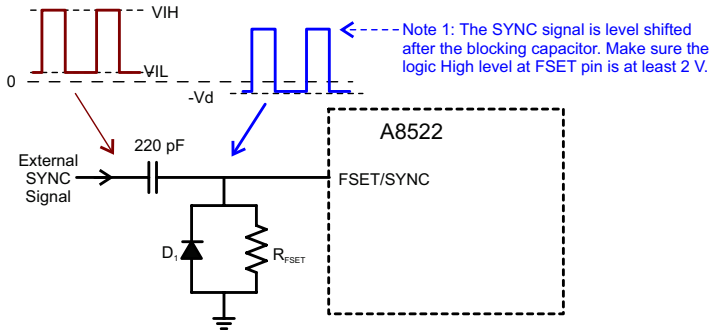 VIH
VIL
0
-Vd
Note 1: The SYNC signal is level shifted
after the blocking capacitor. Make sure the
logic High level at FSET pin is at least 2 V.
A8522
220 pF
External
SYNC
Signal
FSET/SYNC
D1
RFSET